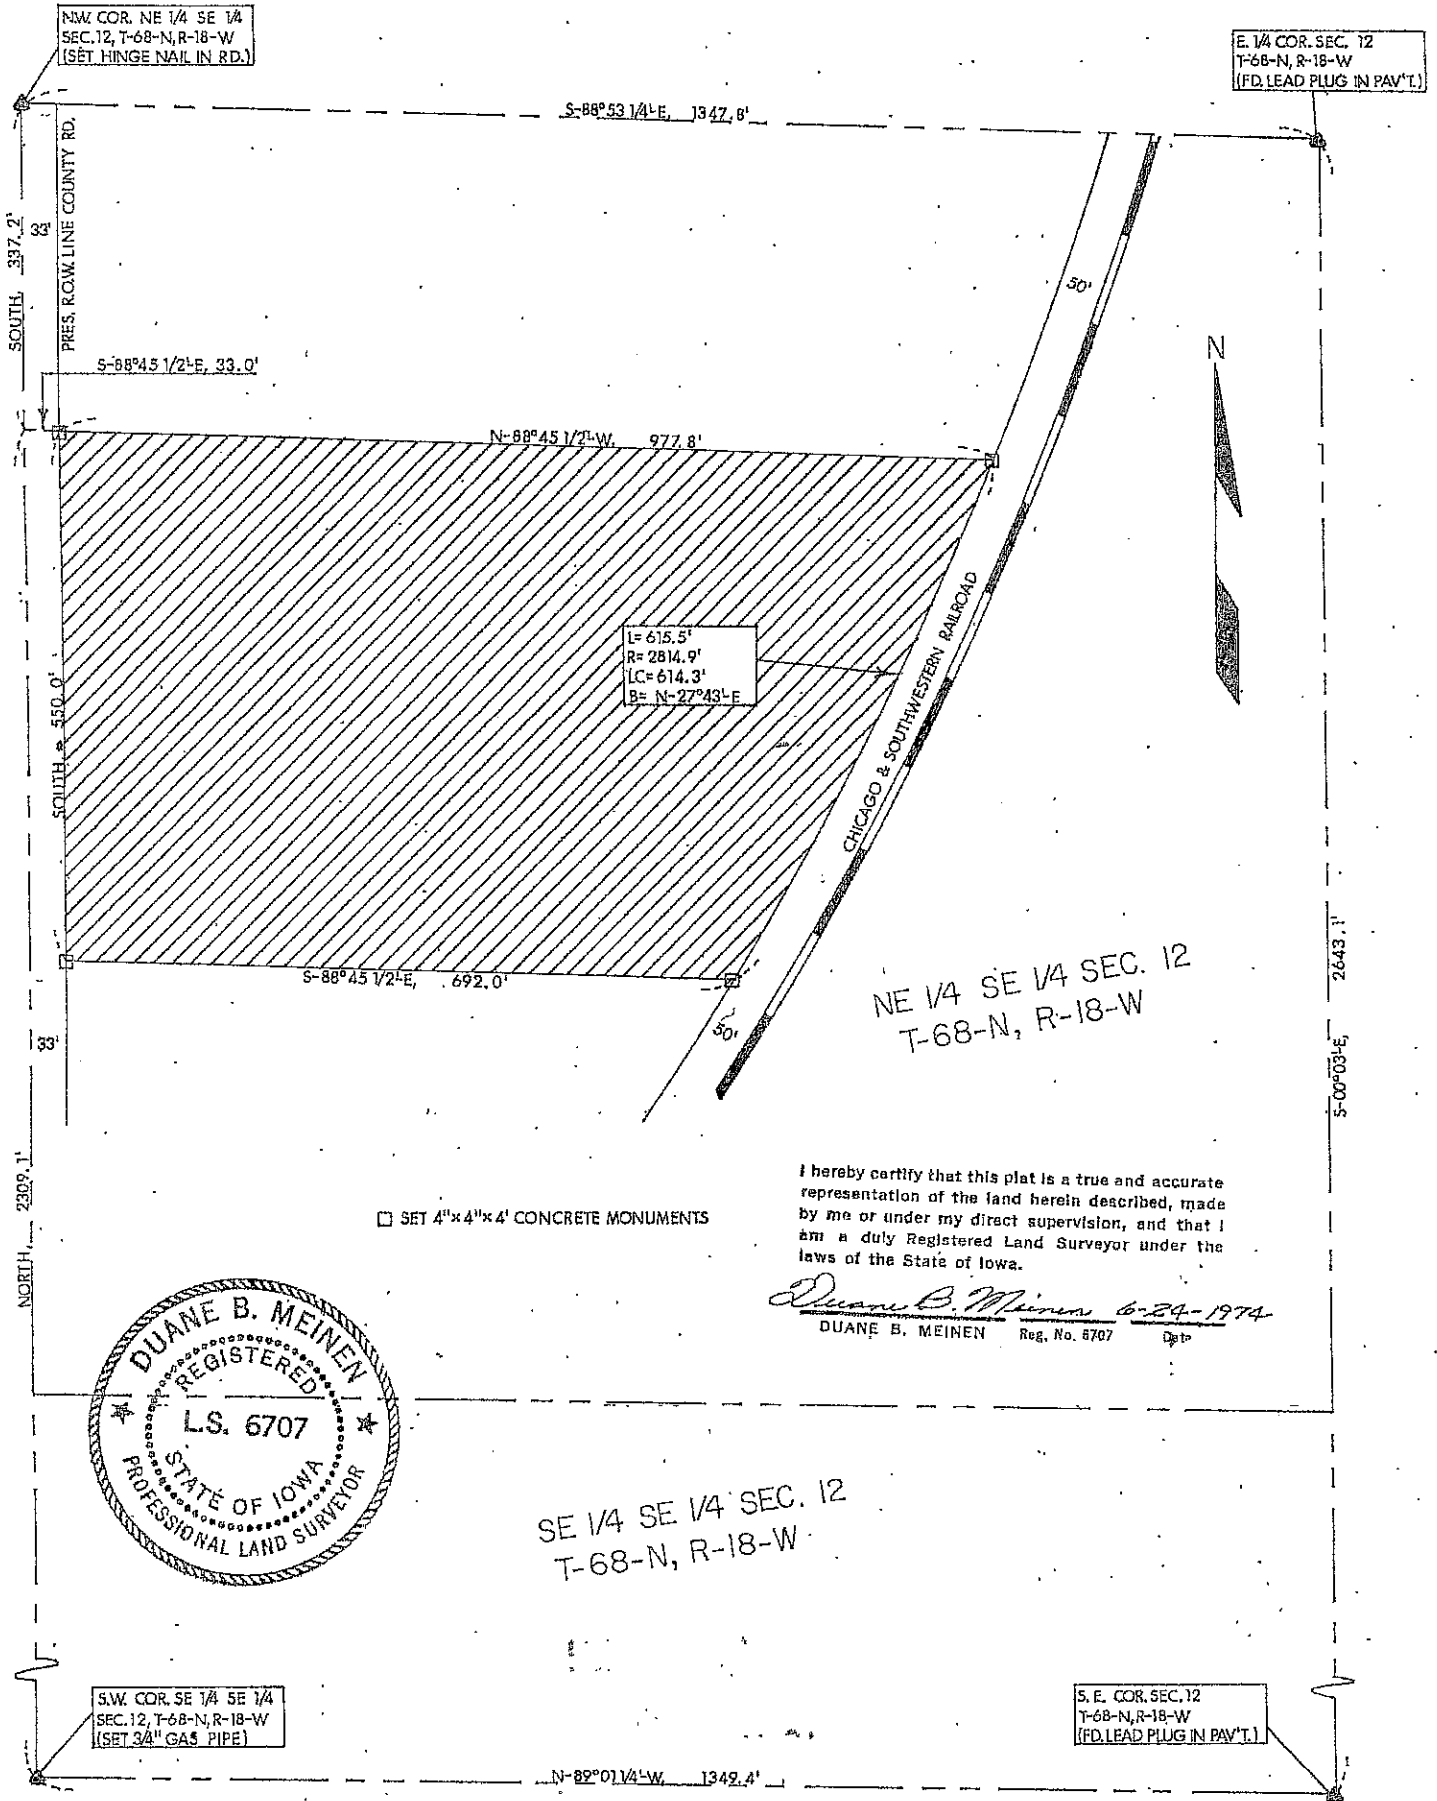 N.W. COR. NE 1/4 SE 1/4
SEC. 12, T-68-N, R-18-W
(SET HINGE NAIL IN RD.)
E. 1/4 COR. SEC. 12
T-68-N, R-18-W
(FD. LEAD PLUG IN PAV'T.)
S-88°53 1/4'-E, 1347.8'
SOUTH, 337.2'
33'
PRES. R.O.W. LINE COUNTY RD.
50'
N
S-88°45 1/2'-E, 33.0'
N-88°45 1/2'-W, 977.8'
L= 615.5'
R= 2814.9'
LC= 614.3'
B= N-27°43'-E
CHICAGO & SOUTHWESTERN RAILROAD
SOUTH, 550.0'
S-88°45 1/2'-E, 692.0'
33'
50'
NE 1/4 SE 1/4 SEC. 12
T-68-N, R-18-W
S-00°03'-E, 2643.1'
NORTH, 2309.1'
□ SET 4"x4"x4' CONCRETE MONUMENTS
I hereby certify that this plat is a true and accurate
representation of the land herein described, made
by me or under my direct supervision, and that I
am a duly Registered Land Surveyor under the
laws of the State of Iowa.
Duane B. Meinen 6-24-1974
DUANE B. MEINEN Reg. No. 6707 Date
DUANE B. MEINEN
REGISTERED
L.S. 6707
STATE OF IOWA
PROFESSIONAL LAND SURVEYOR
SE 1/4 SE 1/4 SEC. 12
T-68-N, R-18-W
S.W. COR. SE 1/4 SE 1/4
SEC. 12, T-68-N, R-18-W
(SET 3/4" GAS PIPE)
S.E. COR. SEC. 12
T-68-N, R-18-W
(FD. LEAD PLUG IN PAV'T.)
N-89°01 1/4'-W, 1349.4'